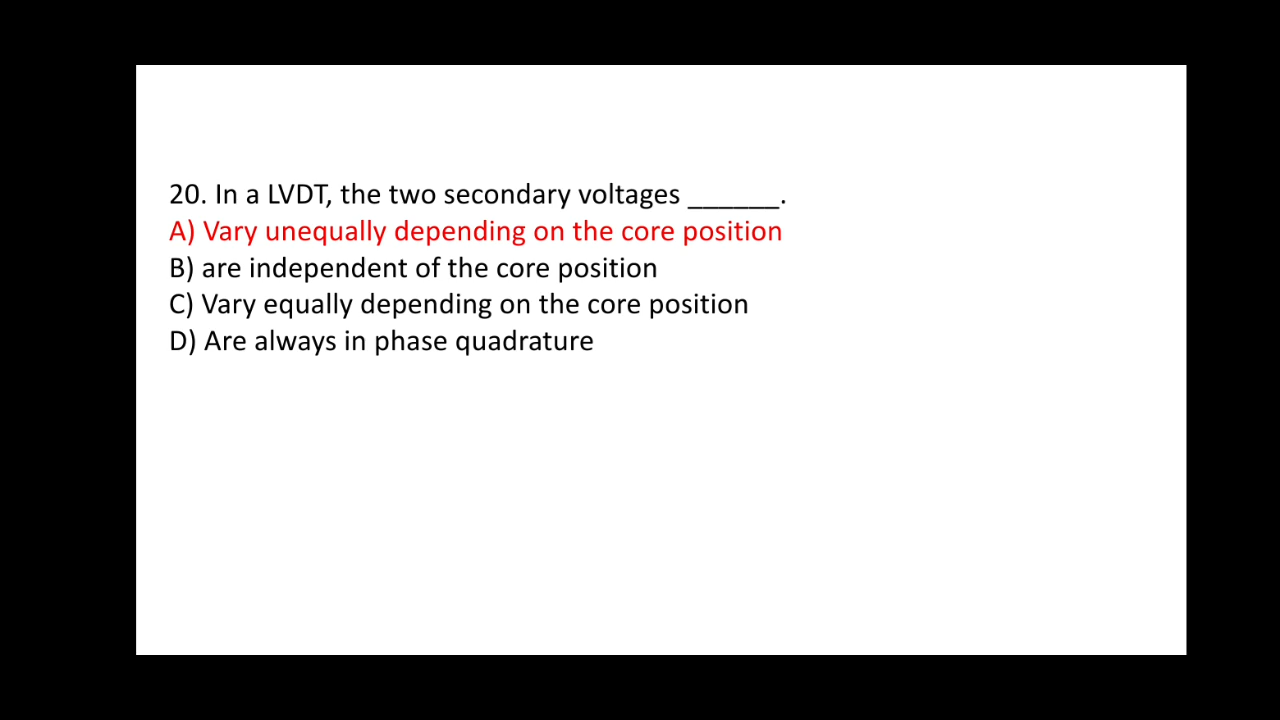 20. In a LVDT, the two secondary voltages ______.
A) Vary unequally depending on the core position
B) are independent of the core position
C) Vary equally depending on the core position
D) Are always in phase quadrature